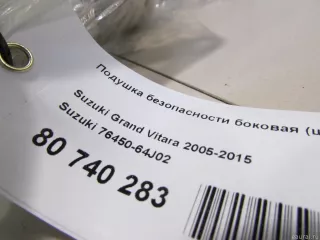 Подушка безопасности боковая (ш
Suzuki Grand Vitara 2005-2015
Suzuki 76450-64J02
80 740 283